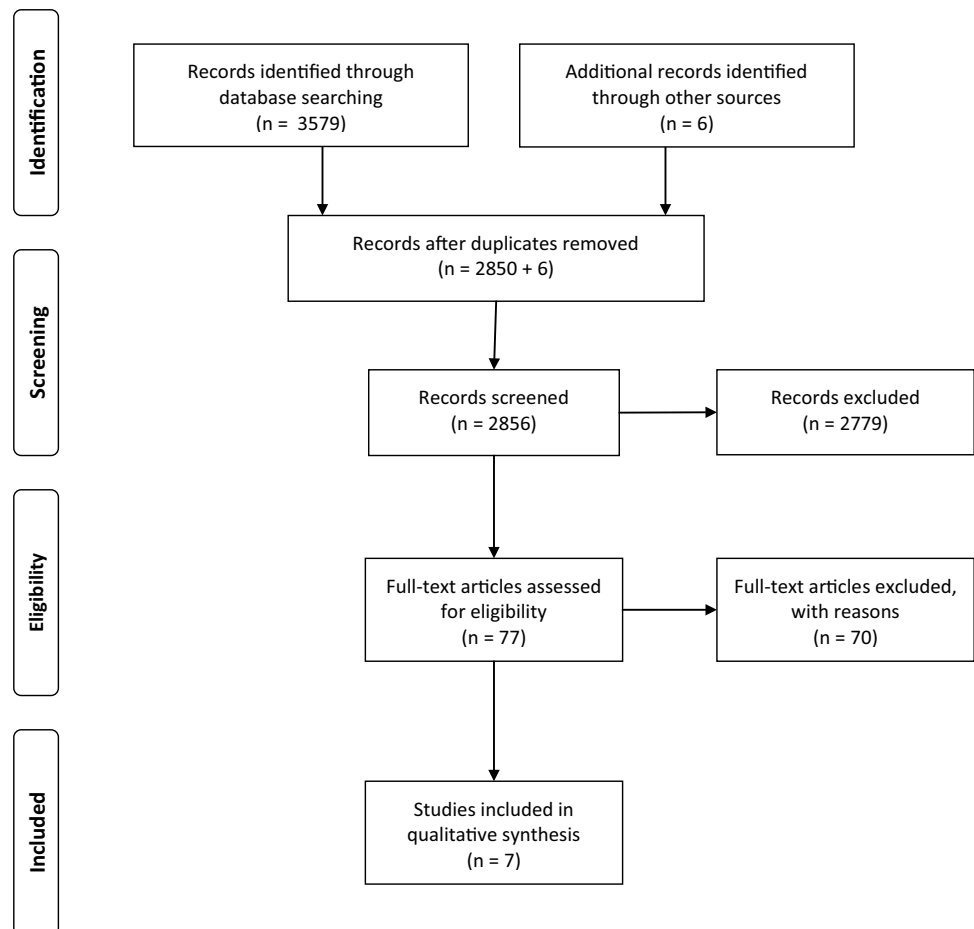 Identification
Records identified through
database searching
(n = 3579)
Additional records identified
through other sources
(n = 6)
Records after duplicates removed
(n = 2850 + 6)
Screening
Records screened
(n = 2856)
Records excluded
(n = 2779)
Eligibility
Full-text articles assessed
for eligibility
(n = 77)
Full-text articles excluded,
with reasons
(n = 70)
Included
Studies included in
qualitative synthesis
(n = 7)